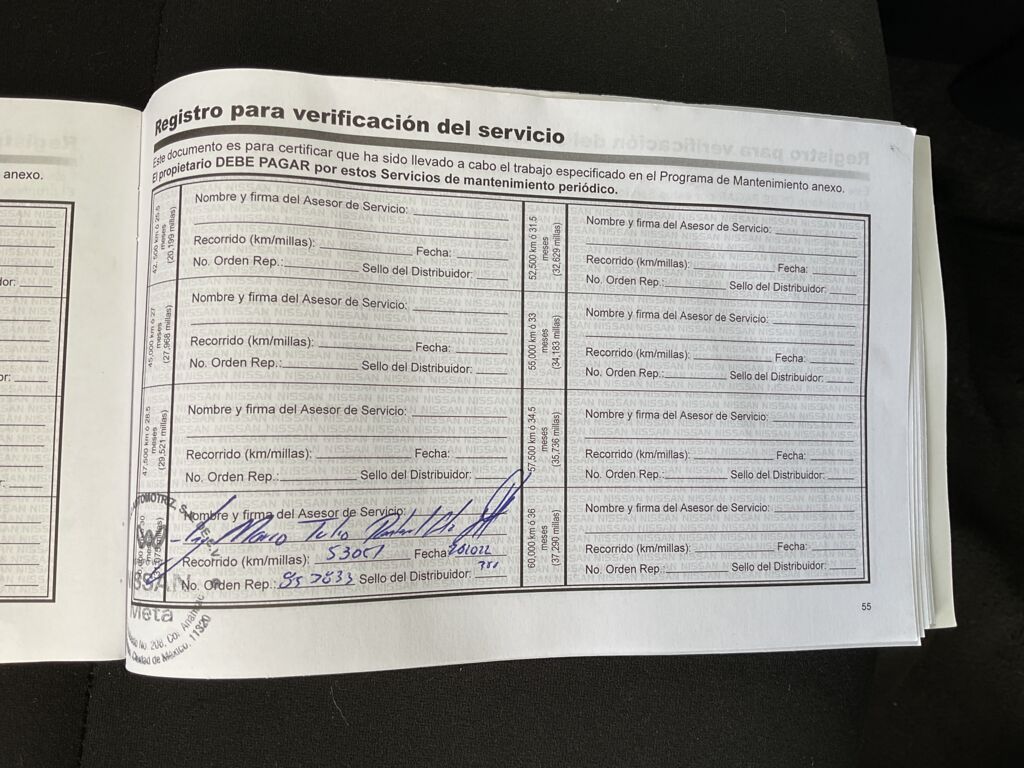 anexo.
Registro para verificación del servicio
Este documento es para certificar que ha sido llevado a cabo el trabajo especificado en el Programa de Mantenimiento anexo.
El propietario DEBE PAGAR por estos Servicios de mantenimiento periódico.
42, 500 km ó 25.5 meses (20,199 millas)
Nombre y firma del Asesor de Servicio:
Recorrido (km/millas): Fecha:
No. Orden Rep.: Sello del Distribuidor:
45,000 km ó 27 meses (27,968 millas)
Nombre y firma del Asesor de Servicio:
Recorrido (km/millas): Fecha:
No. Orden Rep.: Sello del Distribuidor:
47,500 km ó 28.5 meses (29,521 millas)
Nombre y firma del Asesor de Servicio:
Recorrido (km/millas): Fecha:
No. Orden Rep.: Sello del Distribuidor:
Nombre y firma del Asesor de Servicio:
Marco Tulio
Recorrido (km/millas): 53051 Fecha:
No. Orden Rep.: Sello del Distribuidor:
Meta
Ciudad de México, 11320
52,500 km ó 31.5 meses (32,629 millas)
Nombre y firma del Asesor de Servicio:
Recorrido (km/millas): Fecha:
No. Orden Rep.: Sello del Distribuidor:
55,000 km ó 33 meses (34,183 millas)
Nombre y firma del Asesor de Servicio:
Recorrido (km/millas): Fecha:
No. Orden Rep.: Sello del Distribuidor:
57,500 km ó 34.5 meses (35,736 millas)
Nombre y firma del Asesor de Servicio:
Recorrido (km/millas): Fecha:
No. Orden Rep.: Sello del Distribuidor:
60,000 km ó 36 meses (37,290 millas)
Nombre y firma del Asesor de Servicio:
Recorrido (km/millas): Fecha:
No. Orden Rep.: Sello del Distribuidor:
55